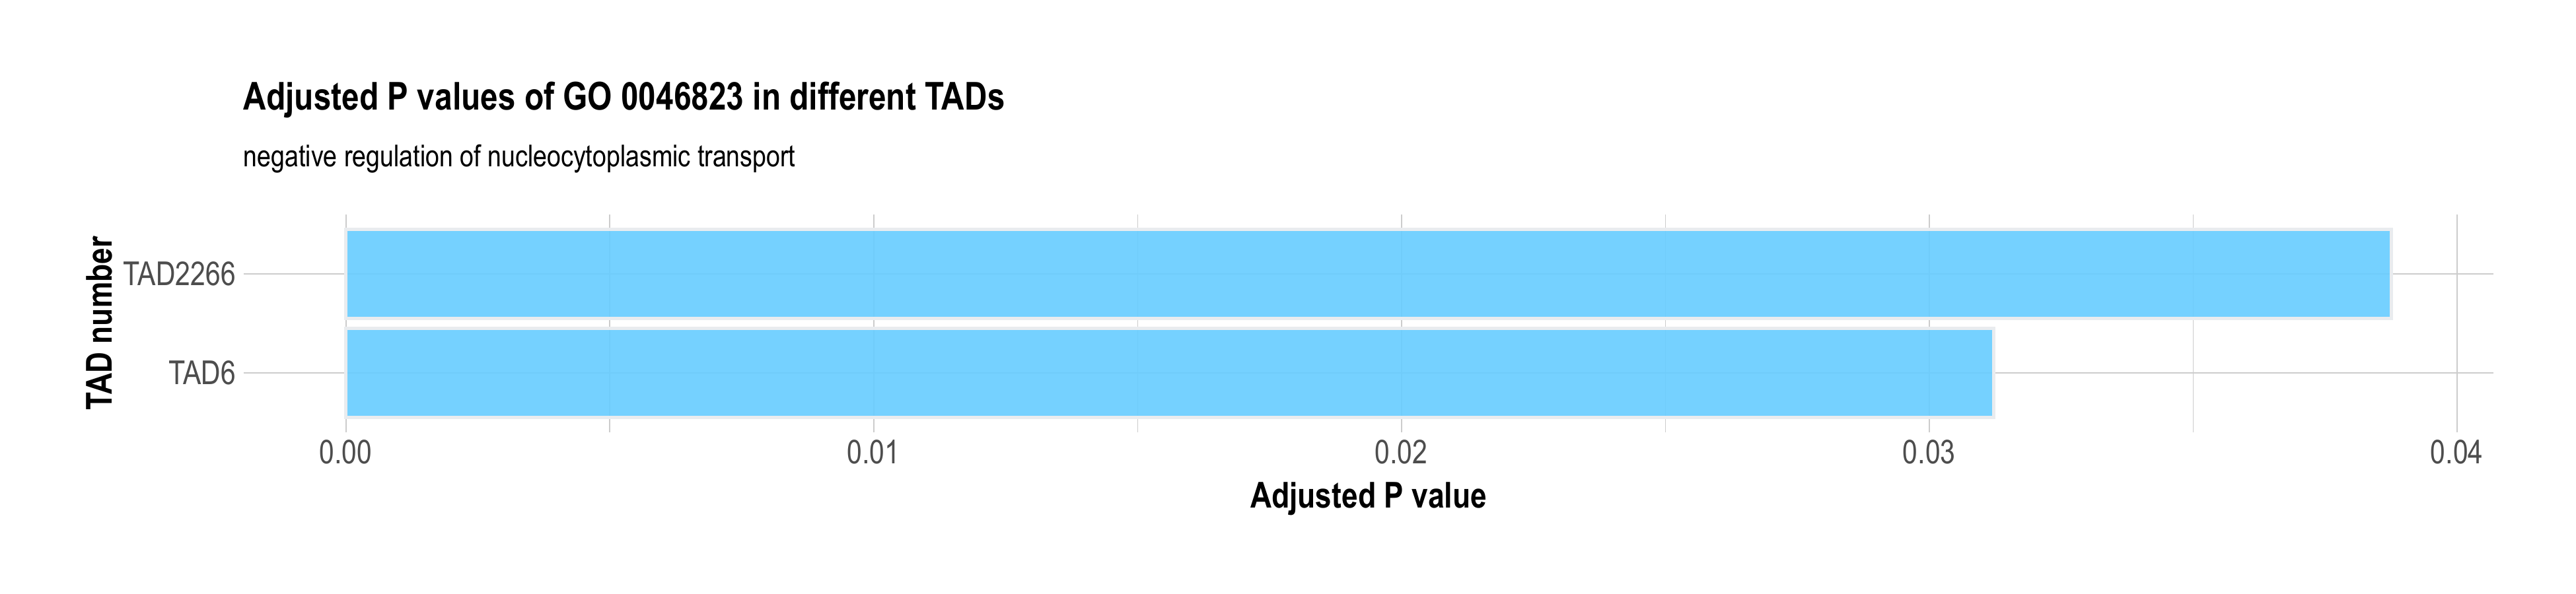 Adjusted P values of GO 0046823 in different TADs
negative regulation of nucleocytoplasmic transport
TAD number
TAD2266
TAD6
0.00 0.01 0.02 0.03 0.04
Adjusted P value